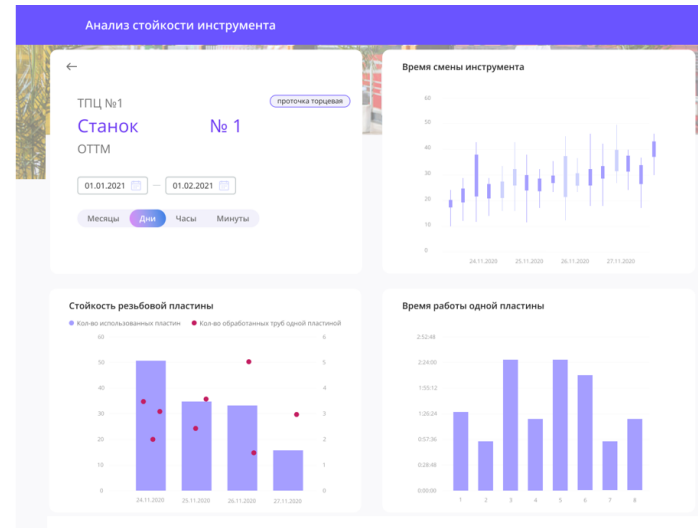 Анализ стойкости инструмента
ТПЦ №1
проточка торцевая
Станок № 1
ОТТМ
01.01.2021 — 01.02.2021
Месяцы Дни Часы Минуты
Время смены инструмента
60
50
40
30
20
10
0
24.11.2020 25.11.2020 26.11.2020 27.11.2020
Стойкость резьбовой пластины
Кол-во использованных пластин Кол-во обработанных труб одной пластиной
60 6
50 5
40 4
30 3
20 2
10 1
0 0
24.11.2020 25.11.2020 26.11.2020 27.11.2020
Время работы одной пластины
2:52:48
2:24:00
1:55:12
1:26:24
0:57:36
0:28:48
0:00:00
1 2 3 4 5 6 7 8